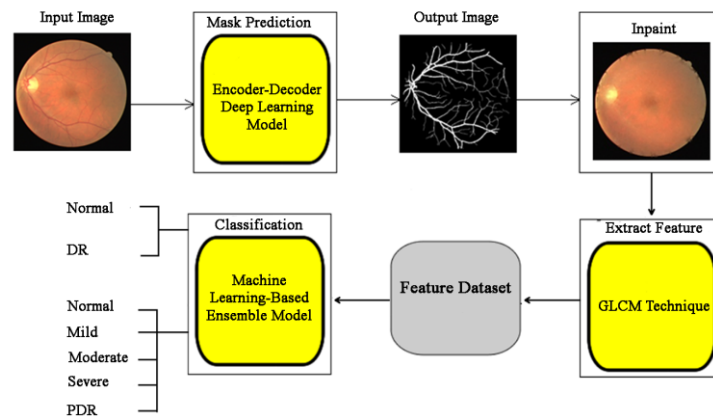 Input Image
Mask Prediction
Output Image
Inpaint
Encoder-Decoder
Deep Learning
Model
Extract Feature
GLCM Technique
Feature Dataset
Classification
Machine
Learning-Based
Ensemble Model
Normal
DR
Normal
Mild
Moderate
Severe
PDR